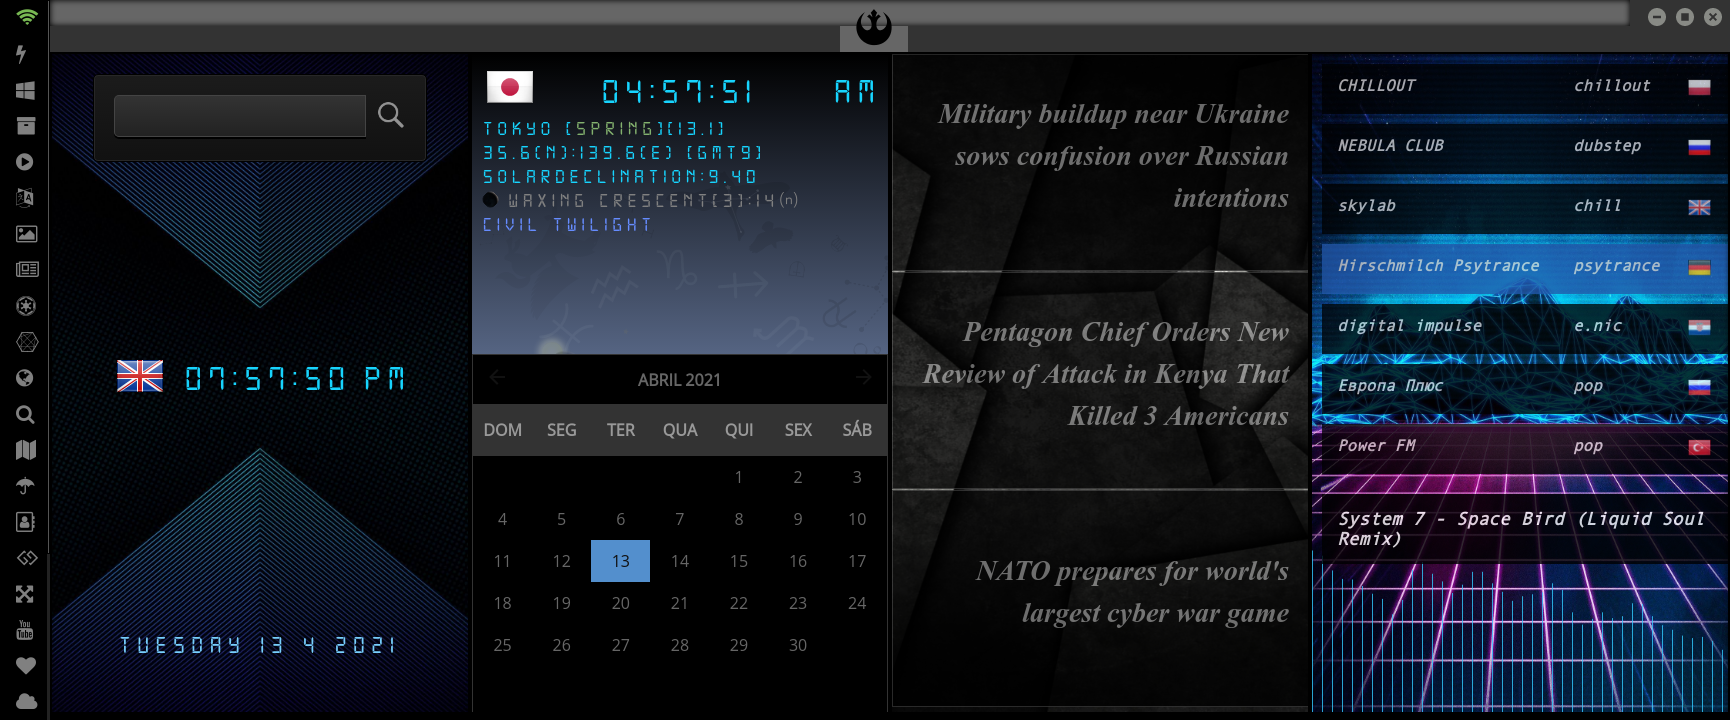 07:57:50 PM
TUESDAY 13 4 2021
04:57:51 AM
TOKYO [SPRING][13.1]
35.6(N):139.6(E) [GMT9]
SOLARDECLINATION:9.40
WAXING CRESCENT[3]:14(n)
CIVIL TWILIGHT
ABRIL 2021
DOM SEG TER QUA QUI SEX SÁB
1 2 3
4 5 6 7 8 9 10
11 12 13 14 15 16 17
18 19 20 21 22 23 24
25 26 27 28 29 30
Military buildup near Ukraine
sows confusion over Russian
intentions
Pentagon Chief Orders New
Review of Attack in Kenya That
Killed 3 Americans
NATO prepares for world's
largest cyber war game
CHILLOUT chillout
NEBULA CLUB dubstep
skylab chill
Hirschmilch Psytrance psytrance
digital impulse e.nic
Европа Плюс pop
Power FM pop
System 7 - Space Bird (Liquid Soul
Remix)
You
Tube